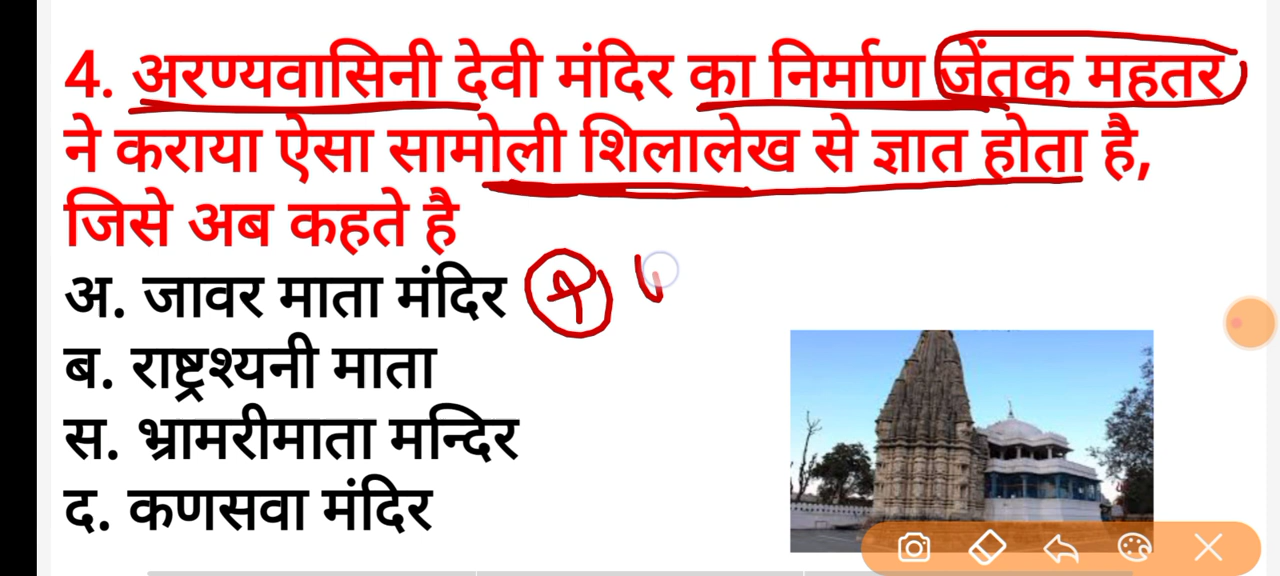 4. अरण्यवासिनी देवी मंदिर का निर्माण जेंतक महतर
ने कराया ऐसा सामोली शिलालेख से ज्ञात होता है,
जिसे अब कहते है
अ. जावर माता मंदिर
ब. राष्ट्रश्यनी माता
स. भ्रामरीमाता मन्दिर
द. कणसवा मंदिर